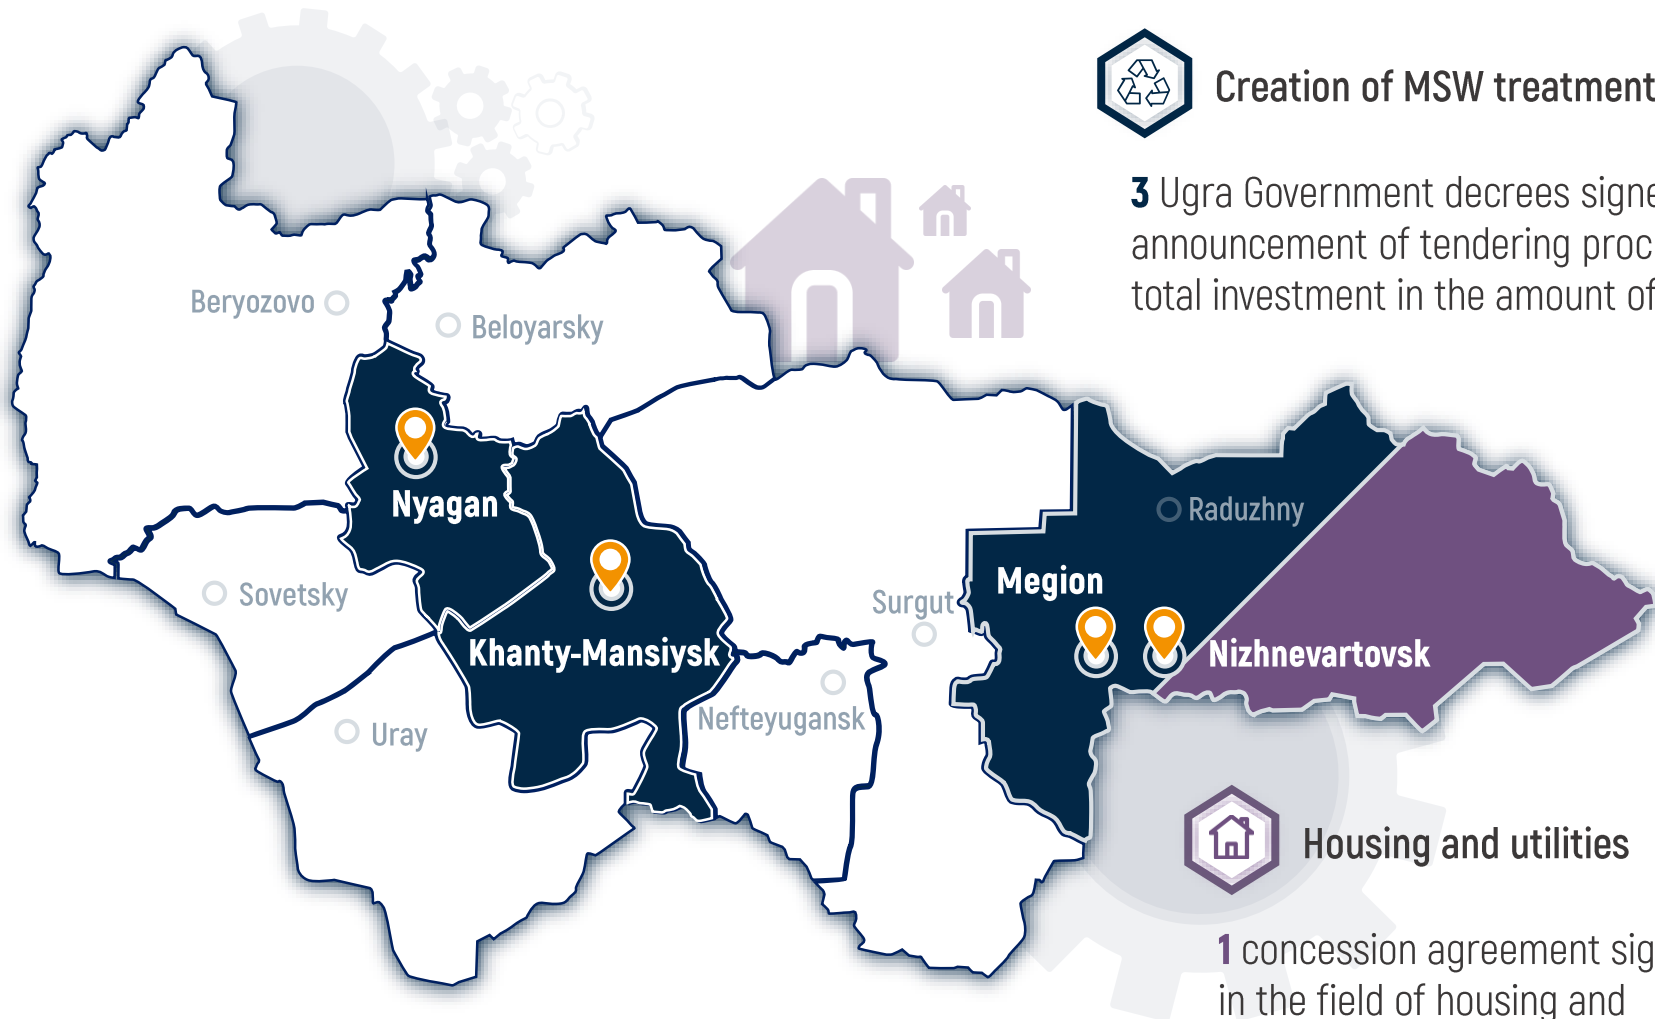 Creation of MSW treatment
3 Ugra Government decrees signe
announcement of tendering proc
total investment in the amount of
Beryozovo
Beloyarsky
Nyagan
Raduzhny
Sovetsky
Megion
Surgut
Khanty-Mansiysk
Nizhnevartovsk
Nefteyugansk
Uray
Housing and utilities
1 concession agreement sig
in the field of housing and